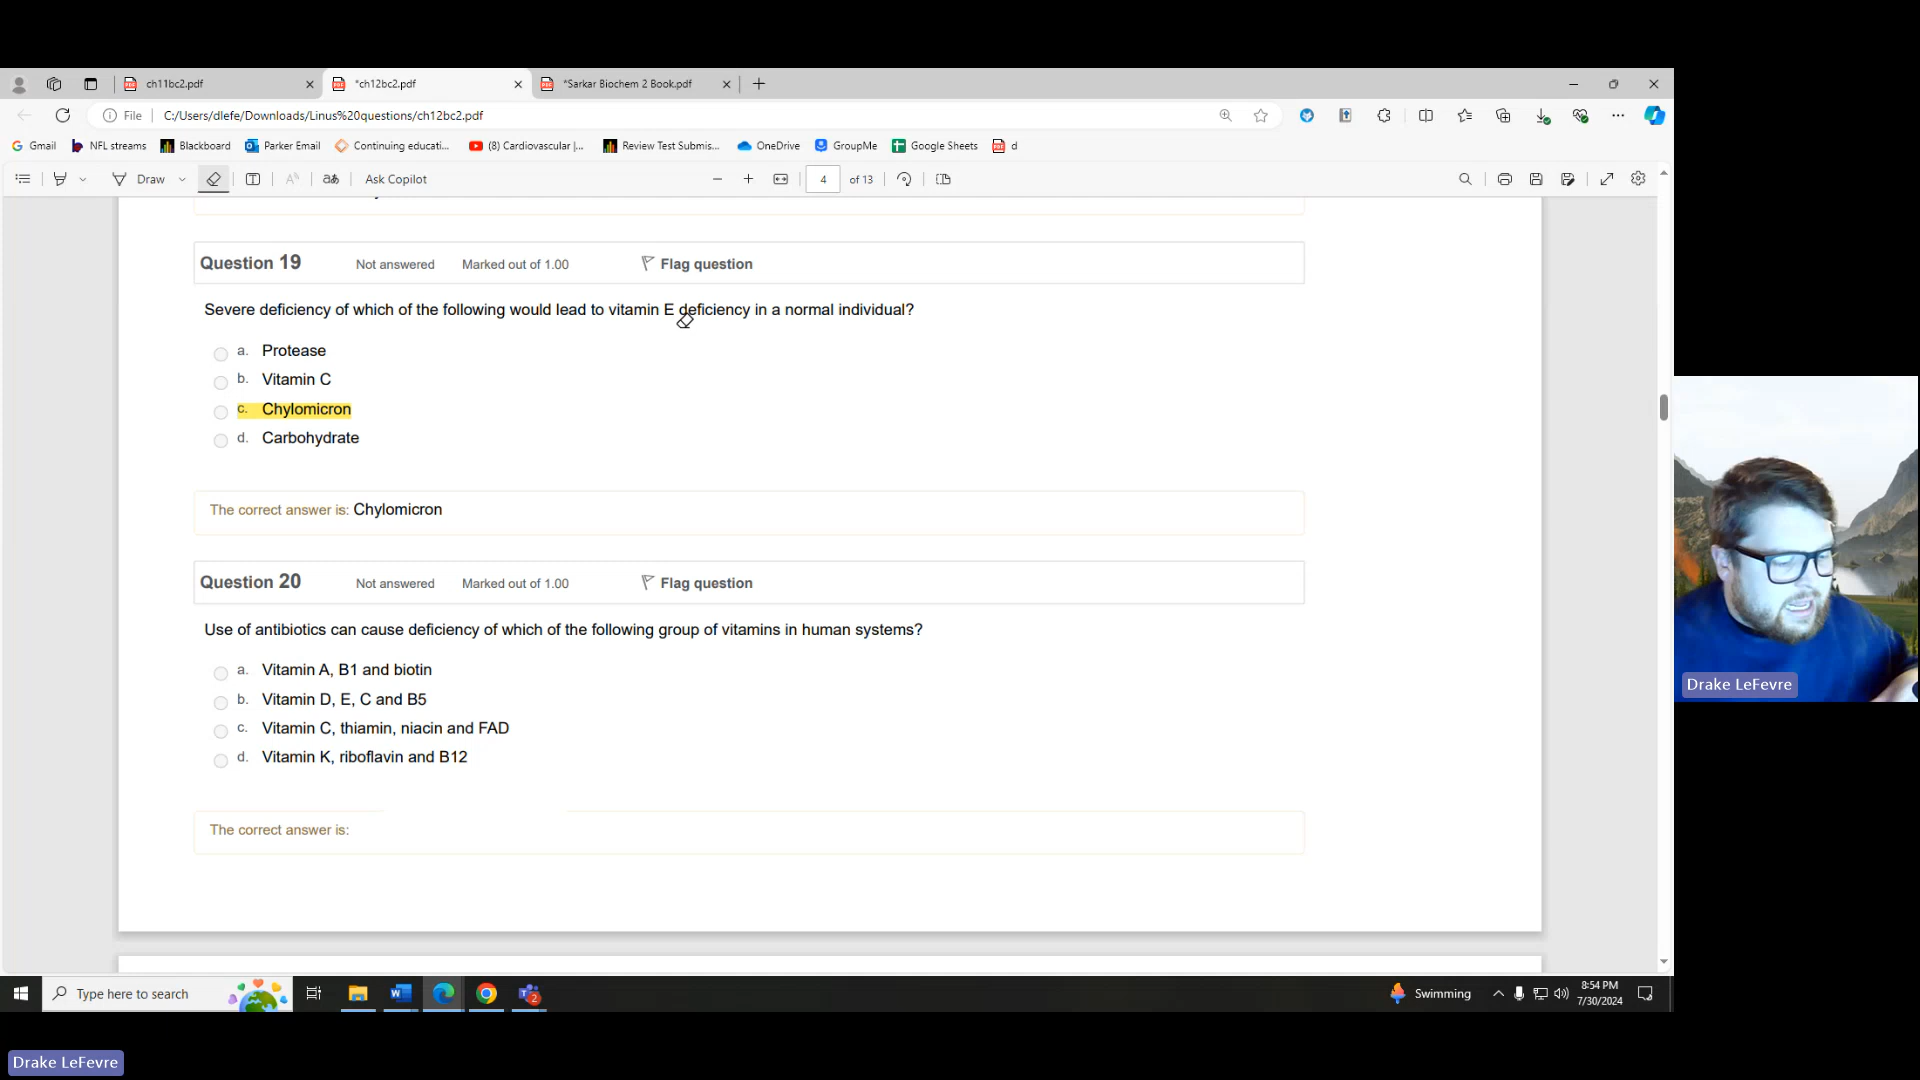 ch11bc2.pdf
*ch12bc2.pdf
*Sarkar Biochem 2 Book.pdf
File
C:/Users/dlefe/Downloads/Linus%20questions/ch12bc2.pdf
Gmail
NFL streams
Blackboard
Parker Email
Continuing educati...
(8) Cardiovascular |...
Review Test Submis...
OneDrive
GroupMe
Google Sheets
d
Draw
Ask Copilot
4
of 13
Question 19
Not answered
Marked out of 1.00
Flag question
Severe deficiency of which of the following would lead to vitamin E deficiency in a normal individual?
a. Protease
b. Vitamin C
c. Chylomicron
d. Carbohydrate
The correct answer is: Chylomicron
Question 20
Not answered
Marked out of 1.00
Flag question
Use of antibiotics can cause deficiency of which of the following group of vitamins in human systems?
a. Vitamin A, B1 and biotin
b. Vitamin D, E, C and B5
c. Vitamin C, thiamin, niacin and FAD
d. Vitamin K, riboflavin and B12
The correct answer is:
Drake LeFevre
Type here to search
2
Swimming
8:54 PM
7/30/2024
Drake LeFevre